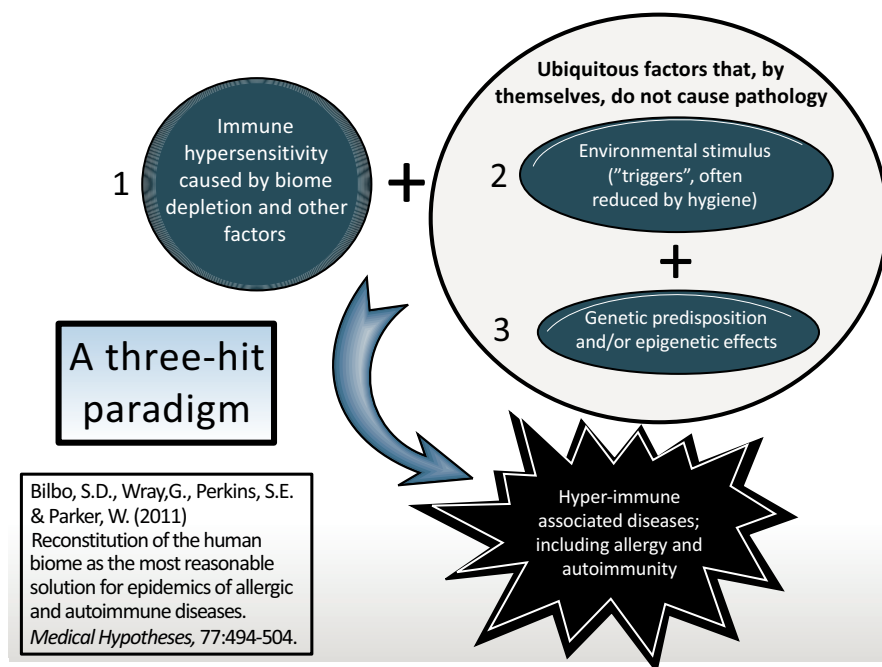 1
Immune
hypersensitivity
caused by biome
depletion and other
factors
+
Ubiquitous factors that, by
themselves, do not cause pathology
2
Environmental stimulus
(”triggers”, often
reduced by hygiene)
+
3
Genetic predisposition
and/or epigenetic effects
A three-hit
paradigm
Hyper-immune
associated diseases;
including allergy and
autoimmunity
Bilbo, S.D., Wray,G., Perkins, S.E.
& Parker, W. (2011)
Reconstitution of the human
biome as the most reasonable
solution for epidemics of allergic
and autoimmune diseases.
Medical Hypotheses, 77:494-504.